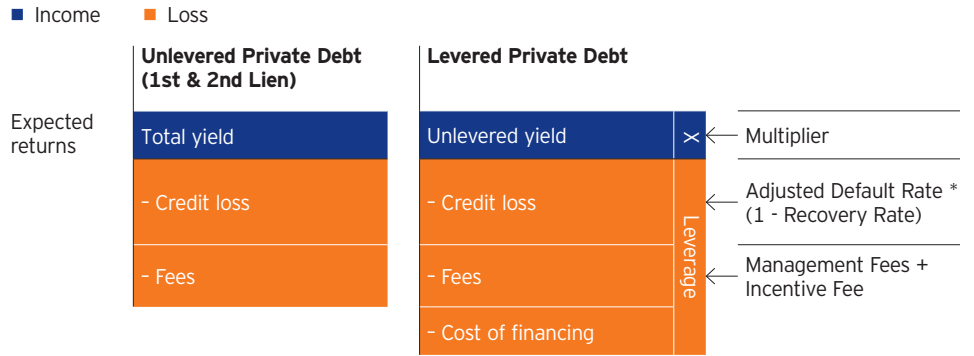 Income
Loss
Unlevered Private Debt
(1st & 2nd Lien)
Levered Private Debt
Expected
returns
Total yield
Unlevered yield
X
Multiplier
– Credit loss
– Credit loss
Leverage
Adjusted Default Rate *
(1 - Recovery Rate)
– Fees
– Fees
Management Fees +
Incentive Fee
– Cost of financing